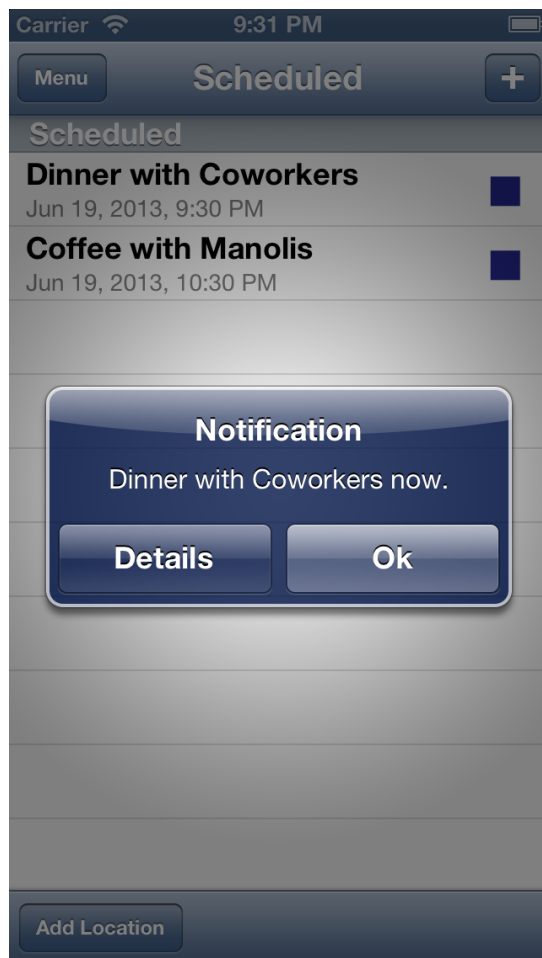 Carrier 9:31 PM
Menu Scheduled +
Scheduled
Dinner with Coworkers
Jun 19, 2013, 9:30 PM
Coffee with Manolis
Jun 19, 2013, 10:30 PM
Notification
Dinner with Coworkers now.
Details Ok
Add Location